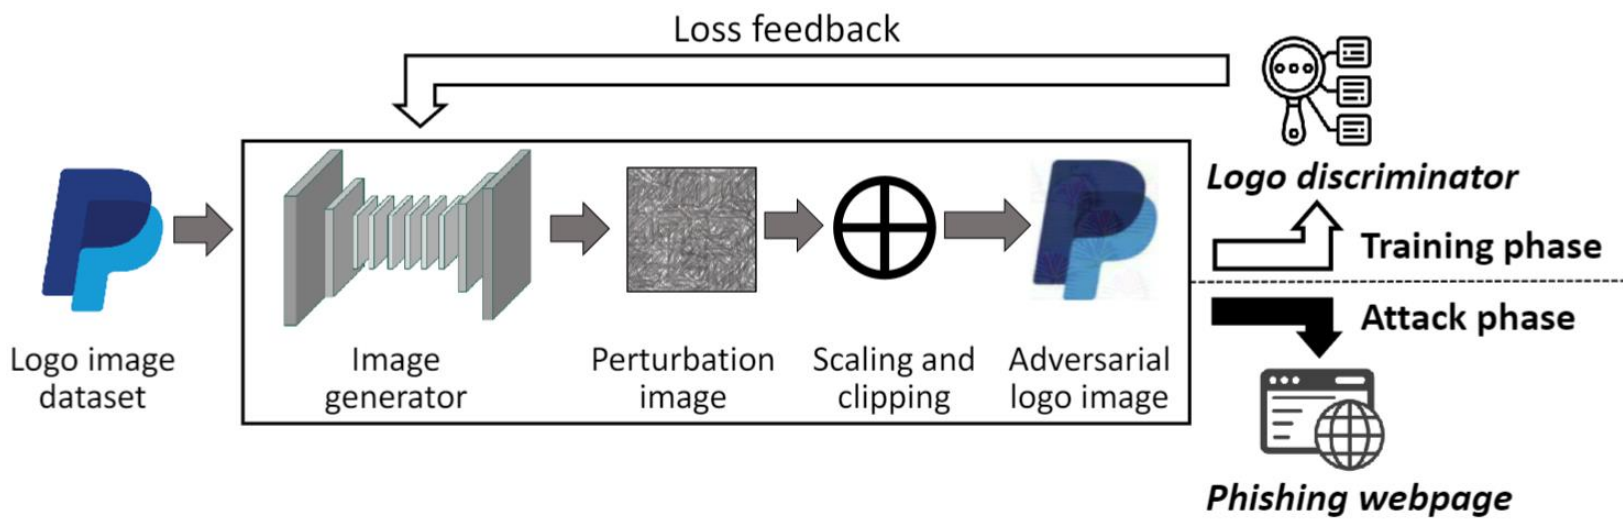 Loss feedback
Logo discriminator
Training phase
Attack phase
Logo image
dataset
Image
generator
Perturbation
image
Scaling and
clipping
Adversarial
logo image
Phishing webpage